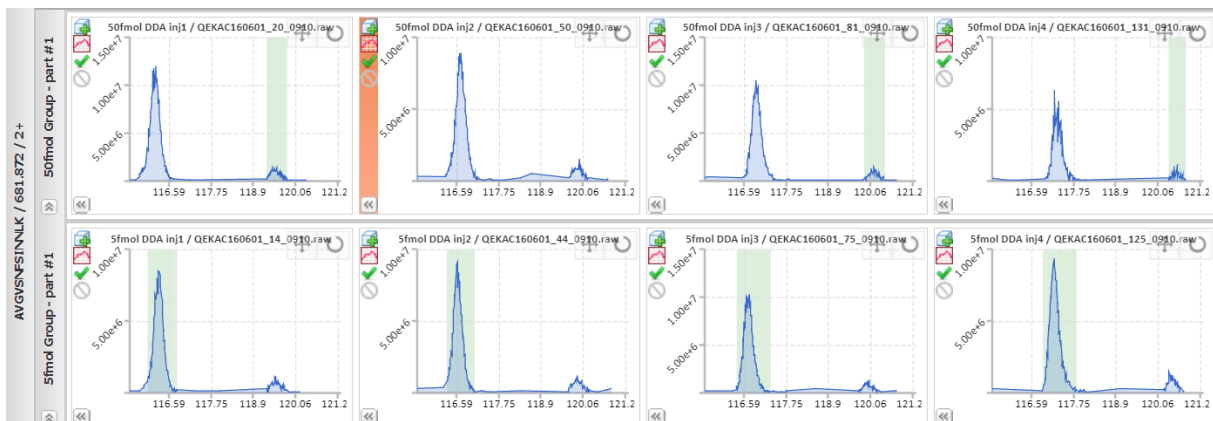 AVGVSNFSTNNLK / 681.872 / 2+
50fmol Group - part #1
50fmol DDA inj1 / QEKAC160601_20_0910.raw
1.50e+7
1.00e+7
5.00e+6
116.59 117.75 118.9 120.06 121.2
50fmol DDA inj2 / QEKAC160601_50_0910.raw
1.00e+7
5.00e+6
116.59 117.75 118.9 120.06 121.2
50fmol DDA inj3 / QEKAC160601_81_0910.raw
1.50e+7
1.00e+7
5.00e+6
116.59 117.75 118.9 120.06 121.2
50fmol DDA inj4 / QEKAC160601_131_0910.raw
1.00e+7
5.00e+6
116.59 117.75 118.9 120.06 121.2
5fmol Group - part #1
5fmol DDA inj1 / QEKAC160601_14_0910.raw
1.00e+7
5.00e+6
116.59 117.75 118.9 120.06 121.2
5fmol DDA inj2 / QEKAC160601_44_0910.raw
1.00e+7
5.00e+6
116.59 117.75 118.9 120.06 121.2
5fmol DDA inj3 / QEKAC160601_75_0910.raw
1.50e+7
1.00e+7
5.00e+6
116.59 117.75 118.9 120.06 121.2
5fmol DDA inj4 / QEKAC160601_125_0910.raw
1.00e+7
5.00e+6
116.59 117.75 118.9 120.06 121.2